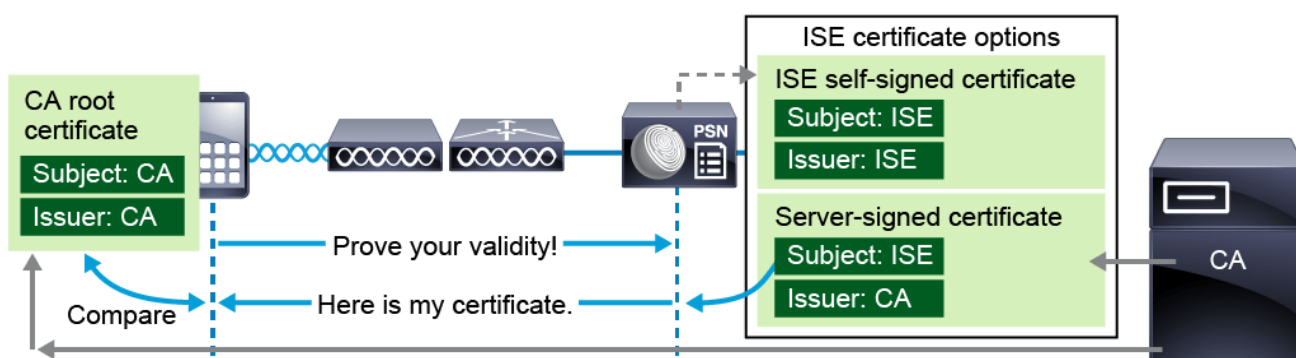 ISE certificate options
CA root
certificate
Subject: CA
Issuer: CA
ISE self-signed certificate
Subject: ISE
Issuer: ISE
PSN
Server-signed certificate
Subject: ISE
Issuer: CA
CA
Prove your validity!
Here is my certificate.
Compare